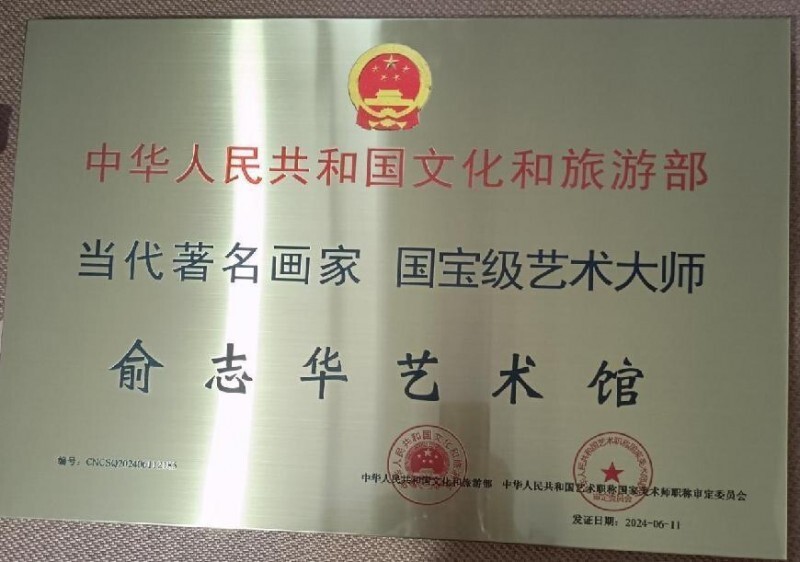 中华人民共和国文化和旅游部
当代著名画家 国宝级艺术大师
俞志华艺术馆
编号：
中华人民共和国文化和旅游部 中华人民共和国艺术职称国家美术师职称审定委员会
发证日期：2024-06-11